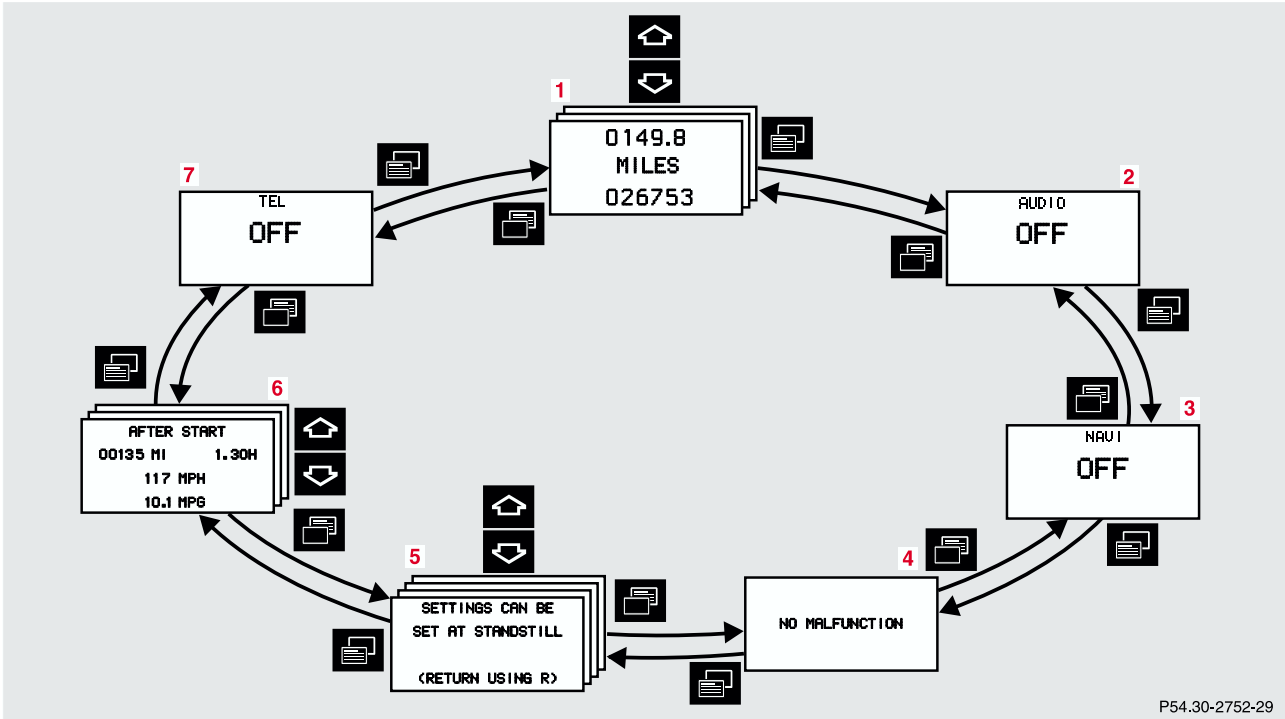 1
0149.8
MILES
026753
2
AUDIO
OFF
3
NAVI
OFF
4
NO MALFUNCTION
5
SETTINGS CAN BE
SET AT STANDSTILL
(RETURN USING R)
6
AFTER START
00135 MI 1.30H
117 MPH
10.1 MPG
7
TEL
OFF
P54.30-2752-29